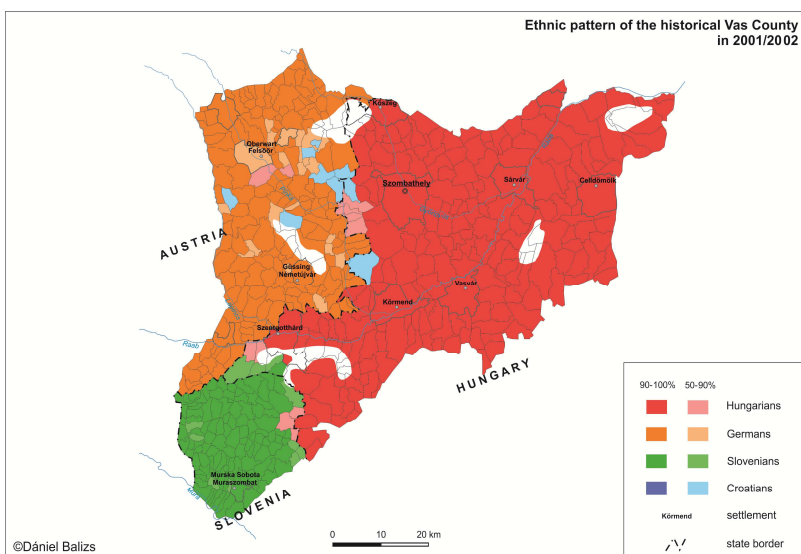 Ethnic pattern of the historical Vas County
in 2001/2002
Kőszeg
Oberwart
Felsőőr
Szombathely
Sárvár
Celldömölk
AUSTRIA
Güssing
Németújvár
Vasvár
Körmend
Szentgotthárd
Raab
HUNGARY
Murska Sobota
Muraszombat
Mura
SLOVENIA
90-100% 50-90%
Hungarians
Germans
Slovenians
Croatians
Körmend settlement
state border
0 10 20 km
©Dániel Balizs